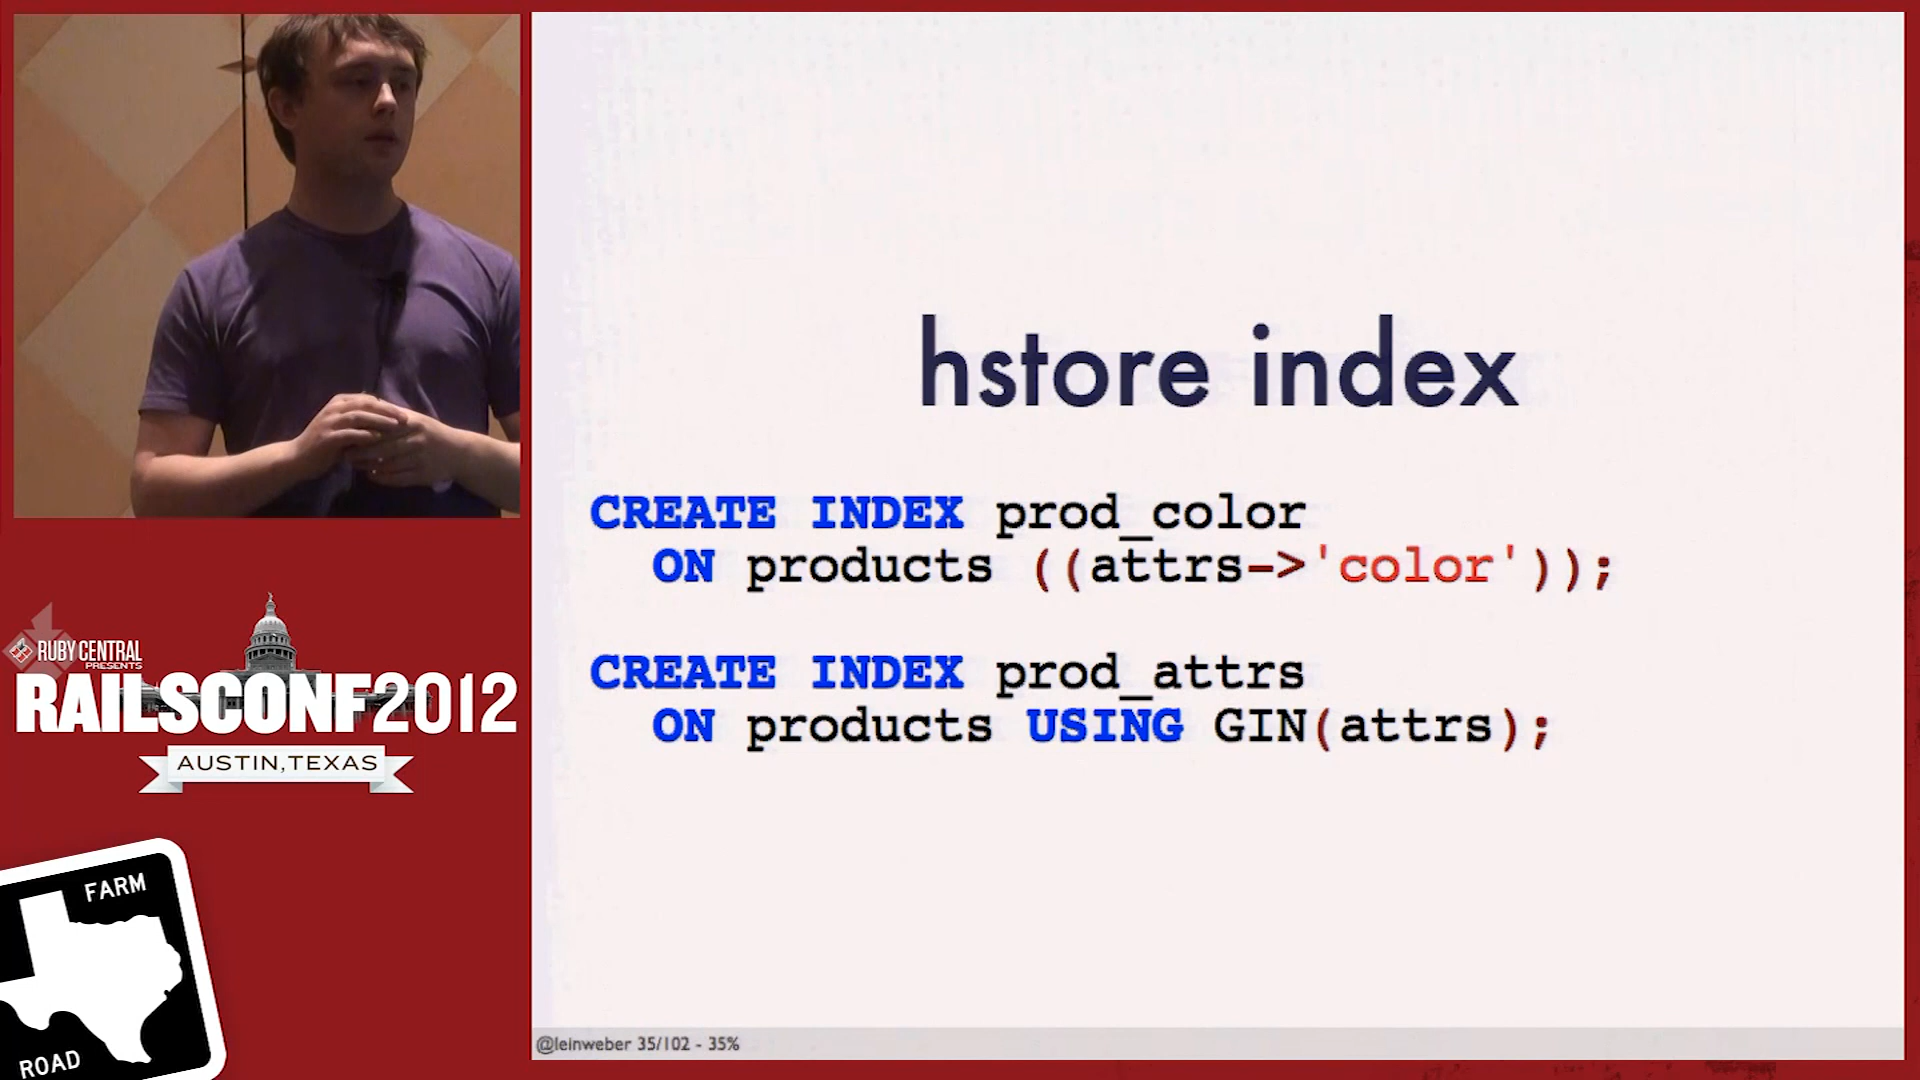 hstore index
CREATE INDEX prod_color
ON products ((attrs->'color'));
CREATE INDEX prod_attrs
ON products USING GIN(attrs);
@leinweber 35/102 - 35%
RUBY CENTRAL
PRESENTS
RAILSCONF2012
AUSTIN, TEXAS
FARM
ROAD